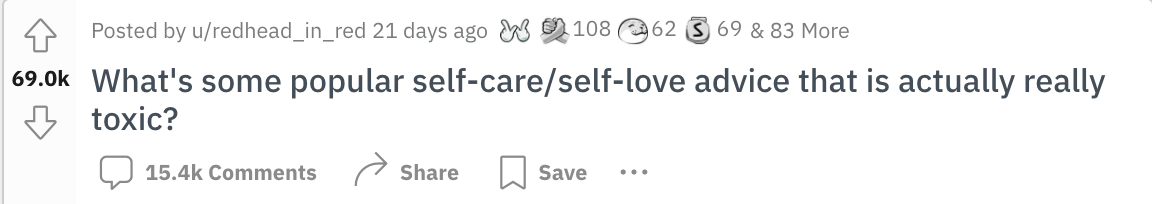 Posted by u/redhead_in_red 21 days ago 108 62 S 69 & 83 More
69.0k
What's some popular self-care/self-love advice that is actually really
toxic?
15.4k Comments Share Save ...